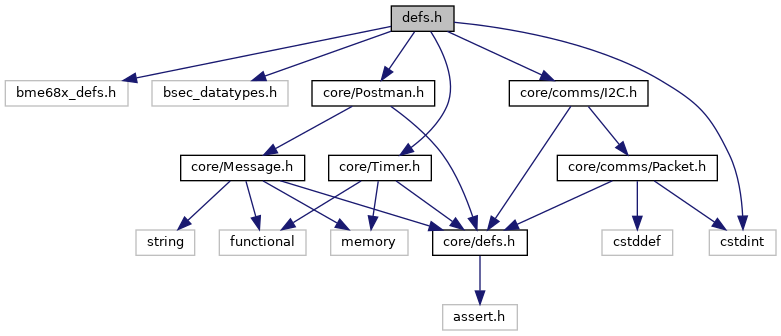 defs.h
bme68x_defs.h
bsec_datatypes.h
core/Postman.h
core/comms/I2C.h
core/Message.h
core/Timer.h
core/comms/Packet.h
string
functional
memory
core/defs.h
cstddef
cstdint
assert.h